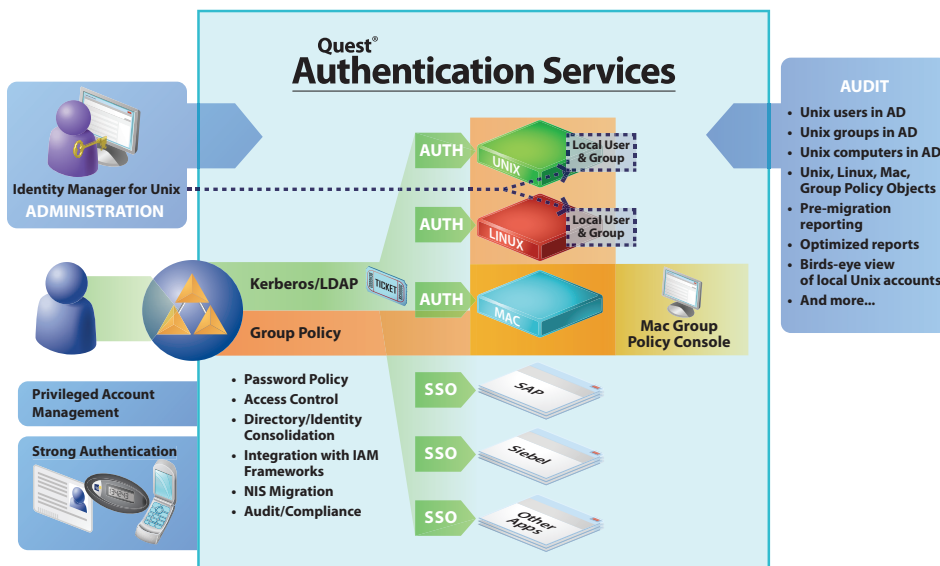 Quest®
Authentication Services
Identity Manager for Unix
ADMINISTRATION
AUTH
UNIX
Local User
& Group
AUTH
LINUX
Local User
& Group
Kerberos/LDAP
TICKET
AUTH
MAC
Group Policy
Mac Group
Policy Console
• Password Policy
• Access Control
• Directory/Identity
Consolidation
• Integration with IAM
Frameworks
• NIS Migration
• Audit/Compliance
SSO
SAP
SSO
Siebel
SSO
Other
Apps
Privileged Account
Management
Strong Authentication
AUDIT
• Unix users in AD
• Unix groups in AD
• Unix computers in AD
• Unix, Linux, Mac,
Group Policy Objects
• Pre-migration
reporting
• Optimized reports
• Birds-eye view
of local Unix accounts
• And more...